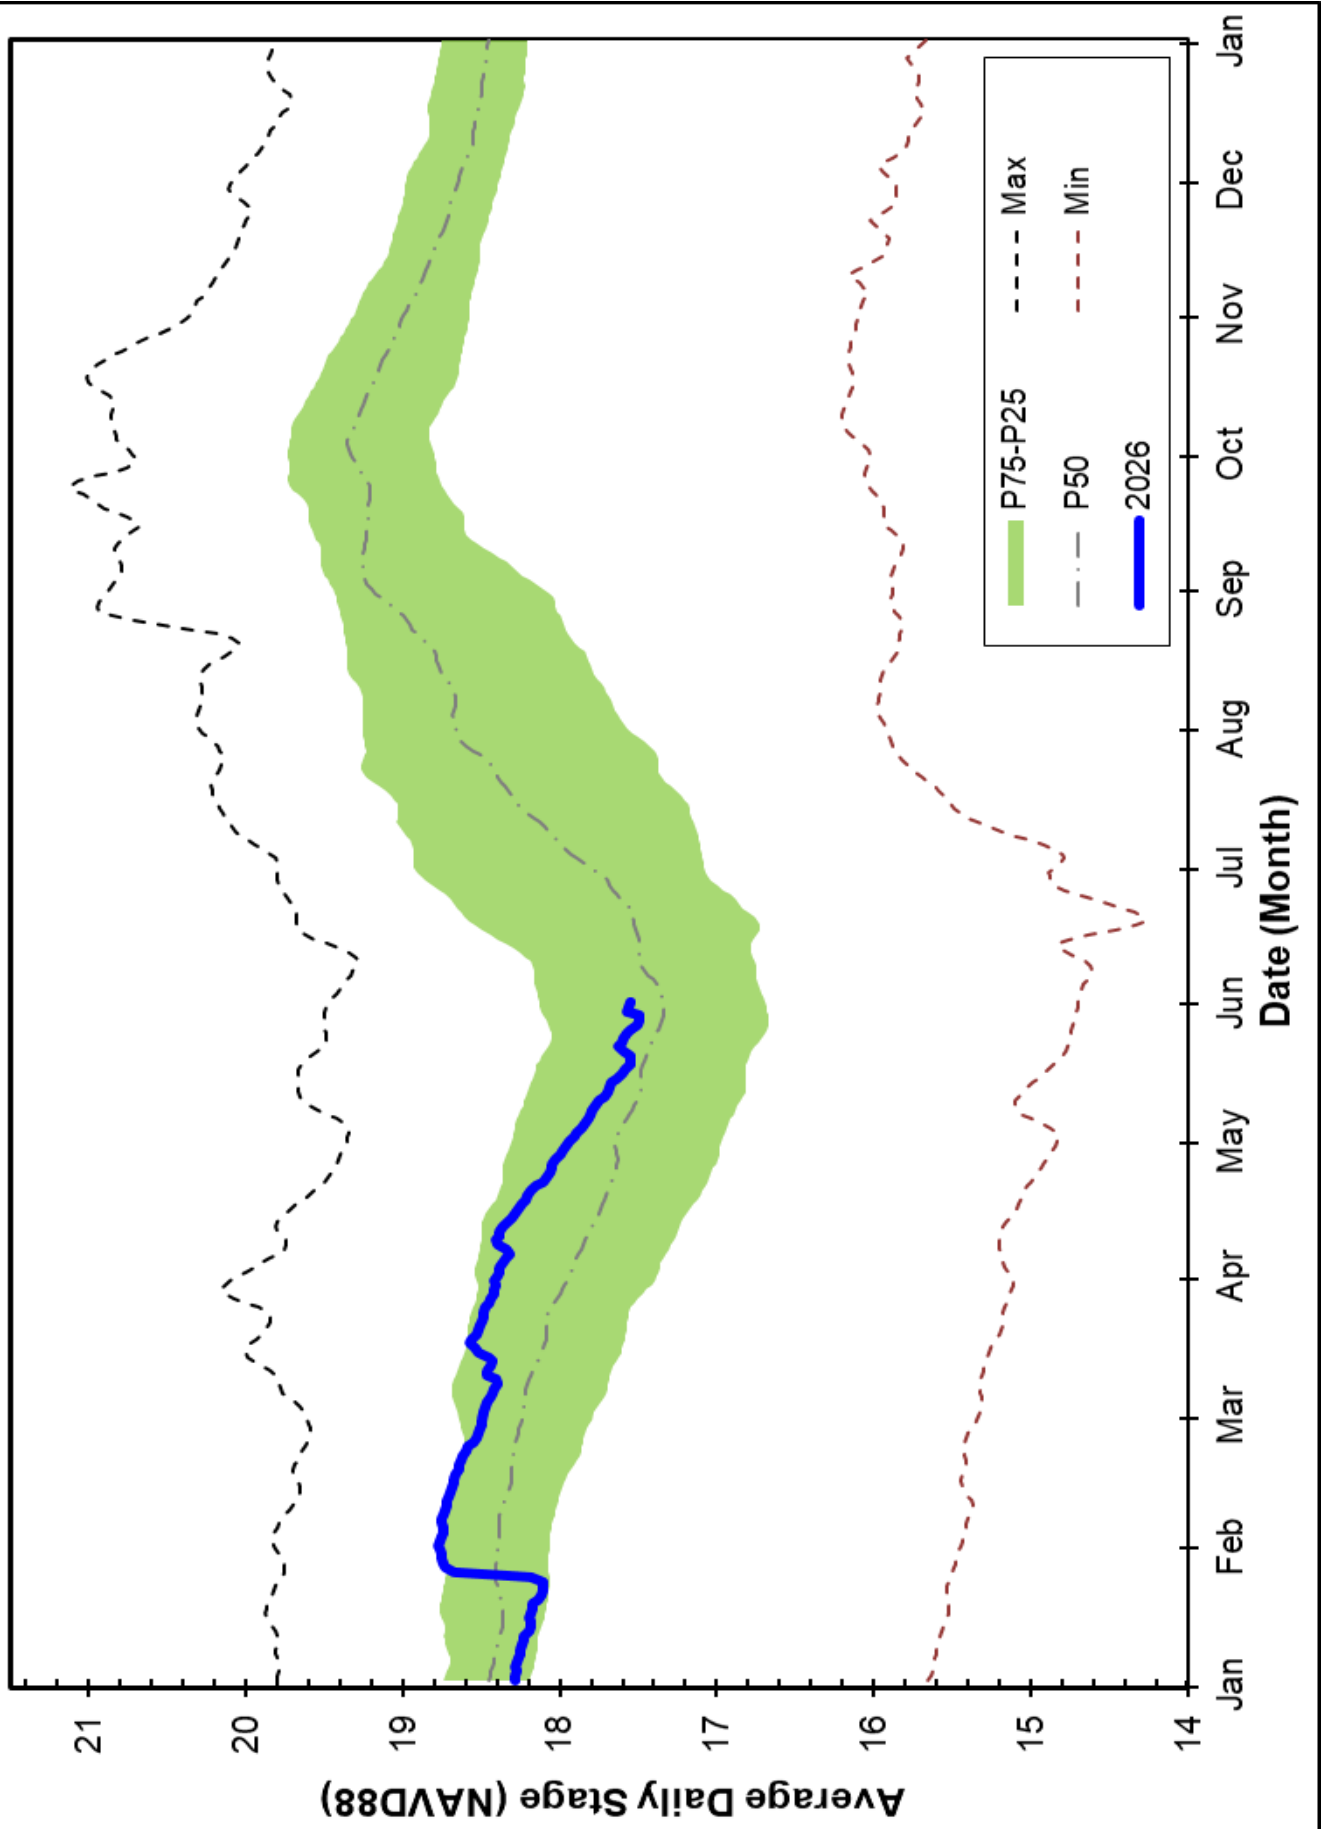 Average Daily Stage (NAVD88)
21
20
19
18
17
16
15
14
Jan
Feb
Mar
Apr
May
Jun
Jul
Aug
Sep
Oct
Nov
Dec
Jan
Date (Month)
P75-P25
Max
P50
Min
2026